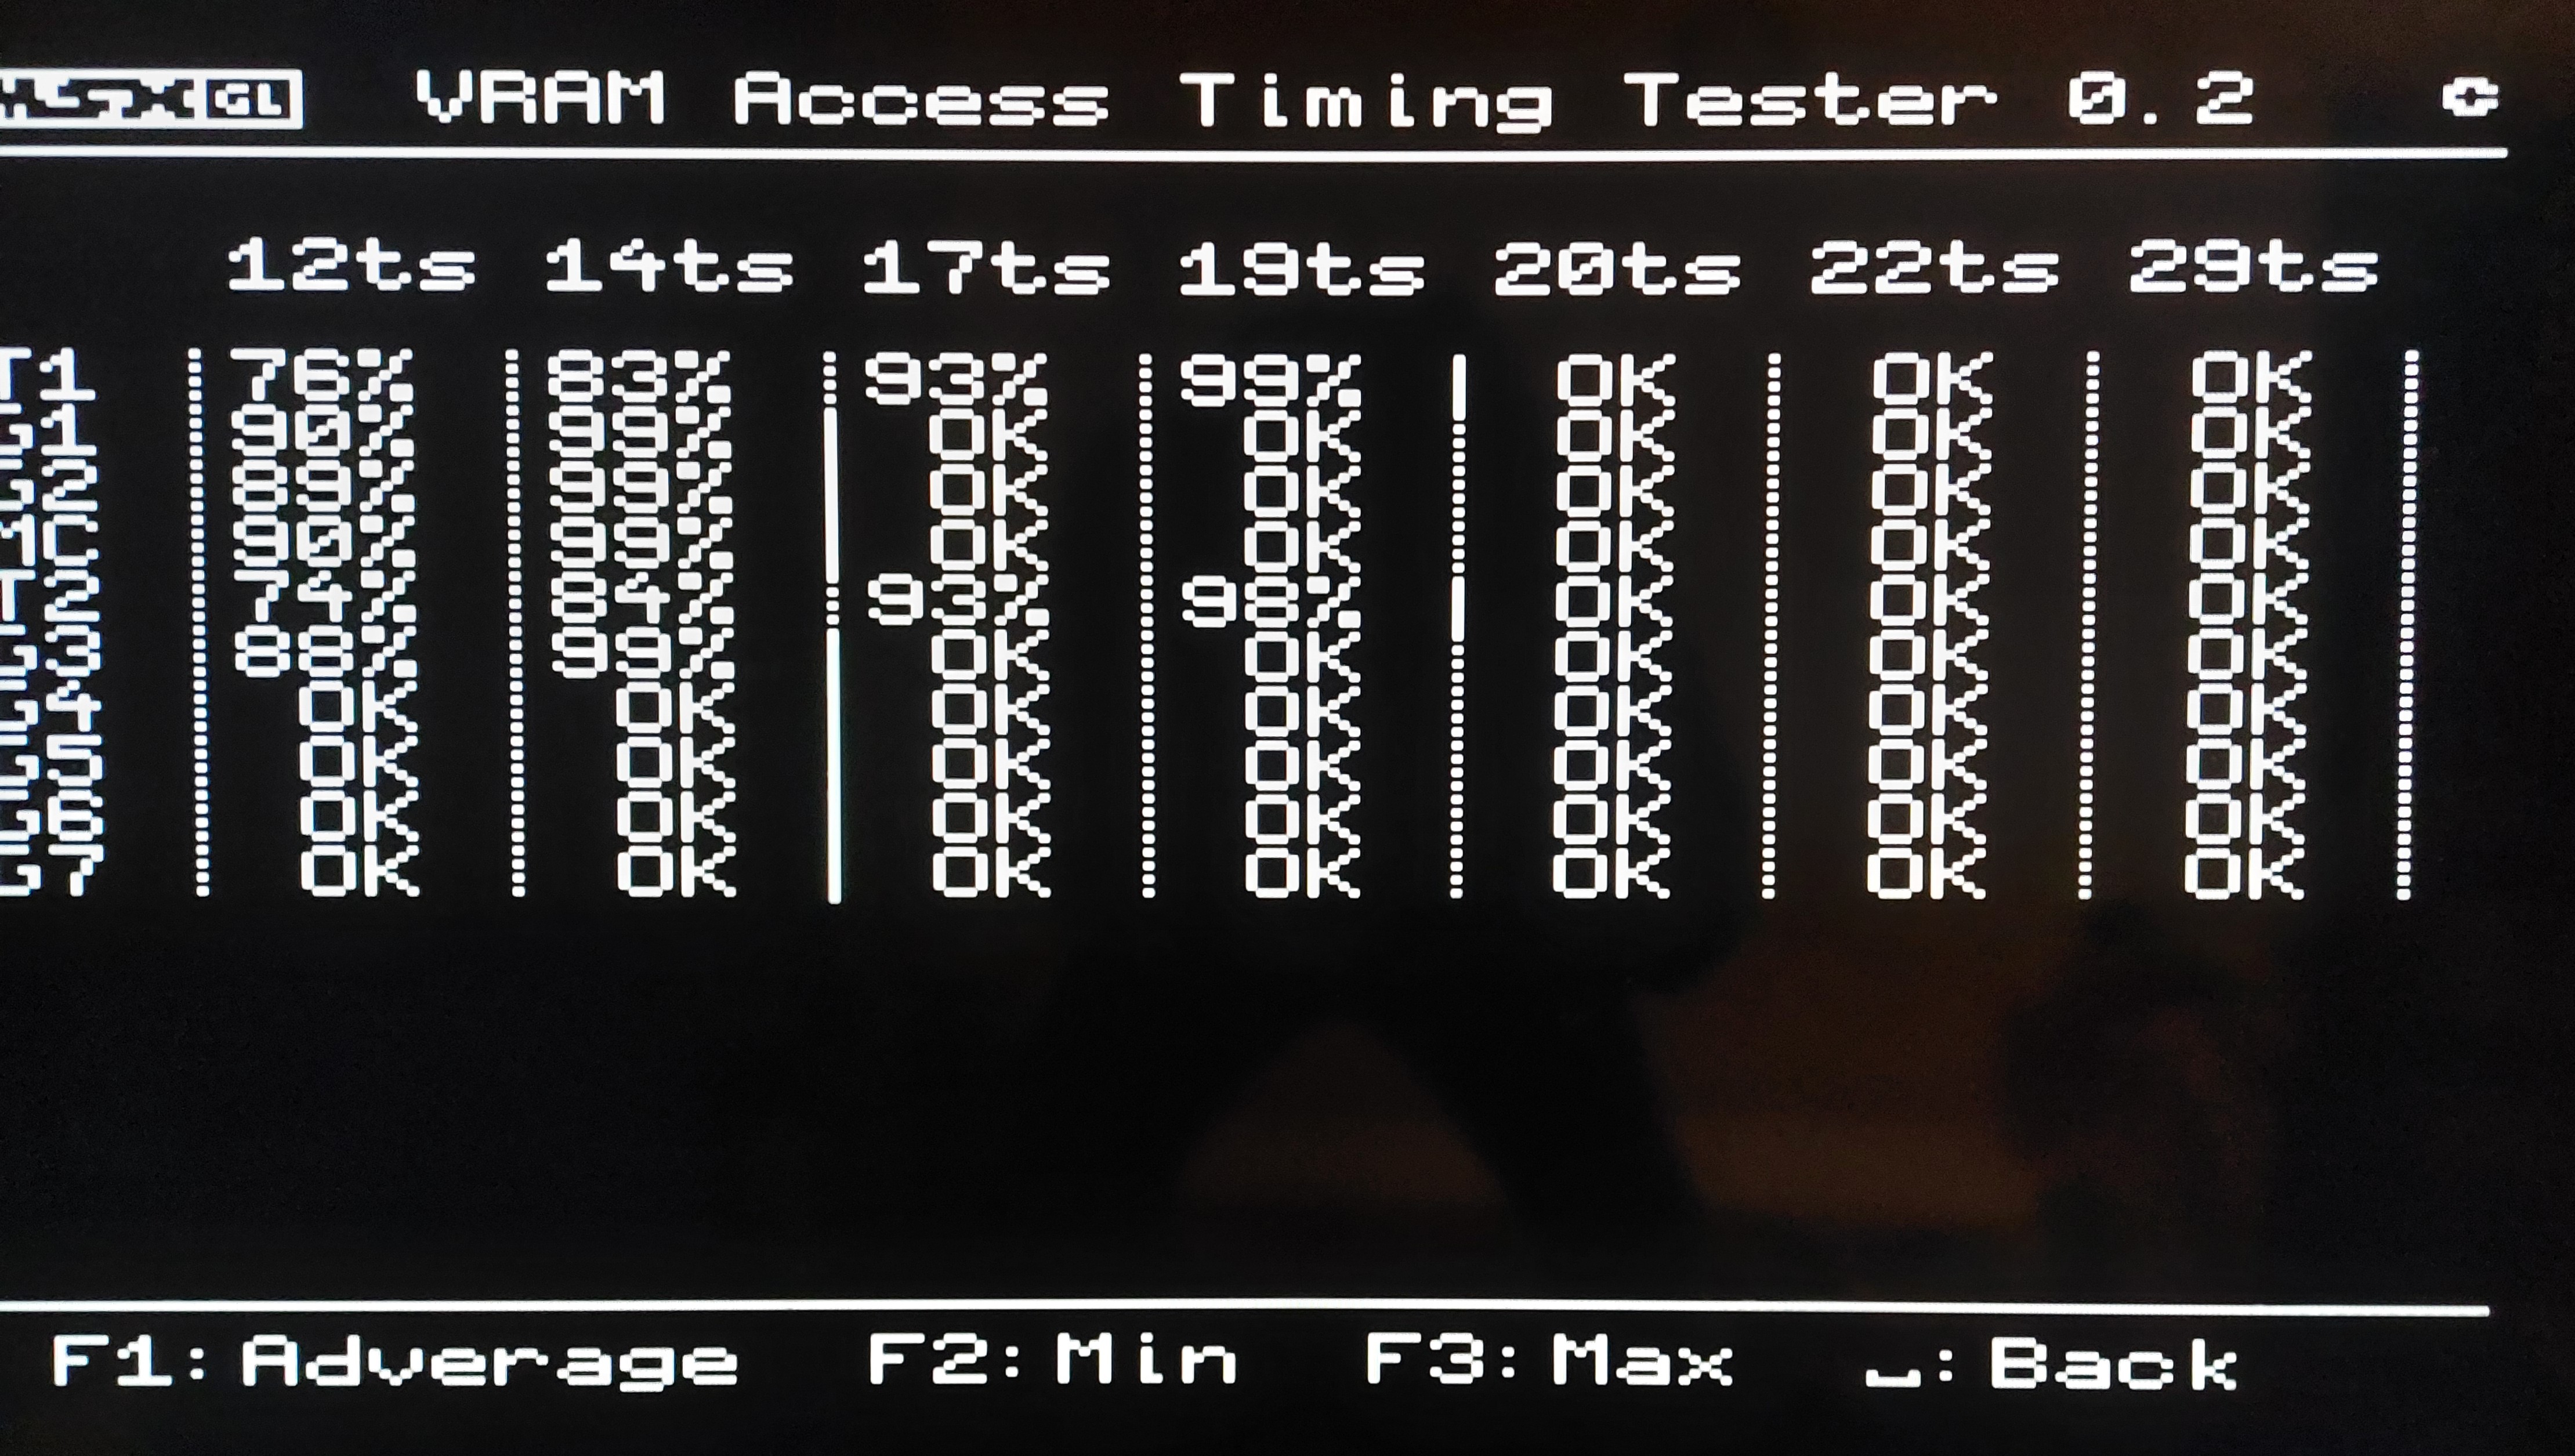 MSX GL VRAM Access Timing Tester 0.2
12ts 14ts 17ts 19ts 20ts 22ts 29ts
T1 76% 83% 93% 99% OK OK OK
G1 90% 99% OK OK OK OK OK
G2 89% 99% OK OK OK OK OK
MC 90% 99% OK OK OK OK OK
T2 74% 84% 93% 98% OK OK OK
G3 88% 99% OK OK OK OK OK
G4 OK OK OK OK OK OK OK
G5 OK OK OK OK OK OK OK
G6 OK OK OK OK OK OK OK
G7 OK OK OK OK OK OK OK
F1:Adverage F2:Min F3:Max ⎵:Back